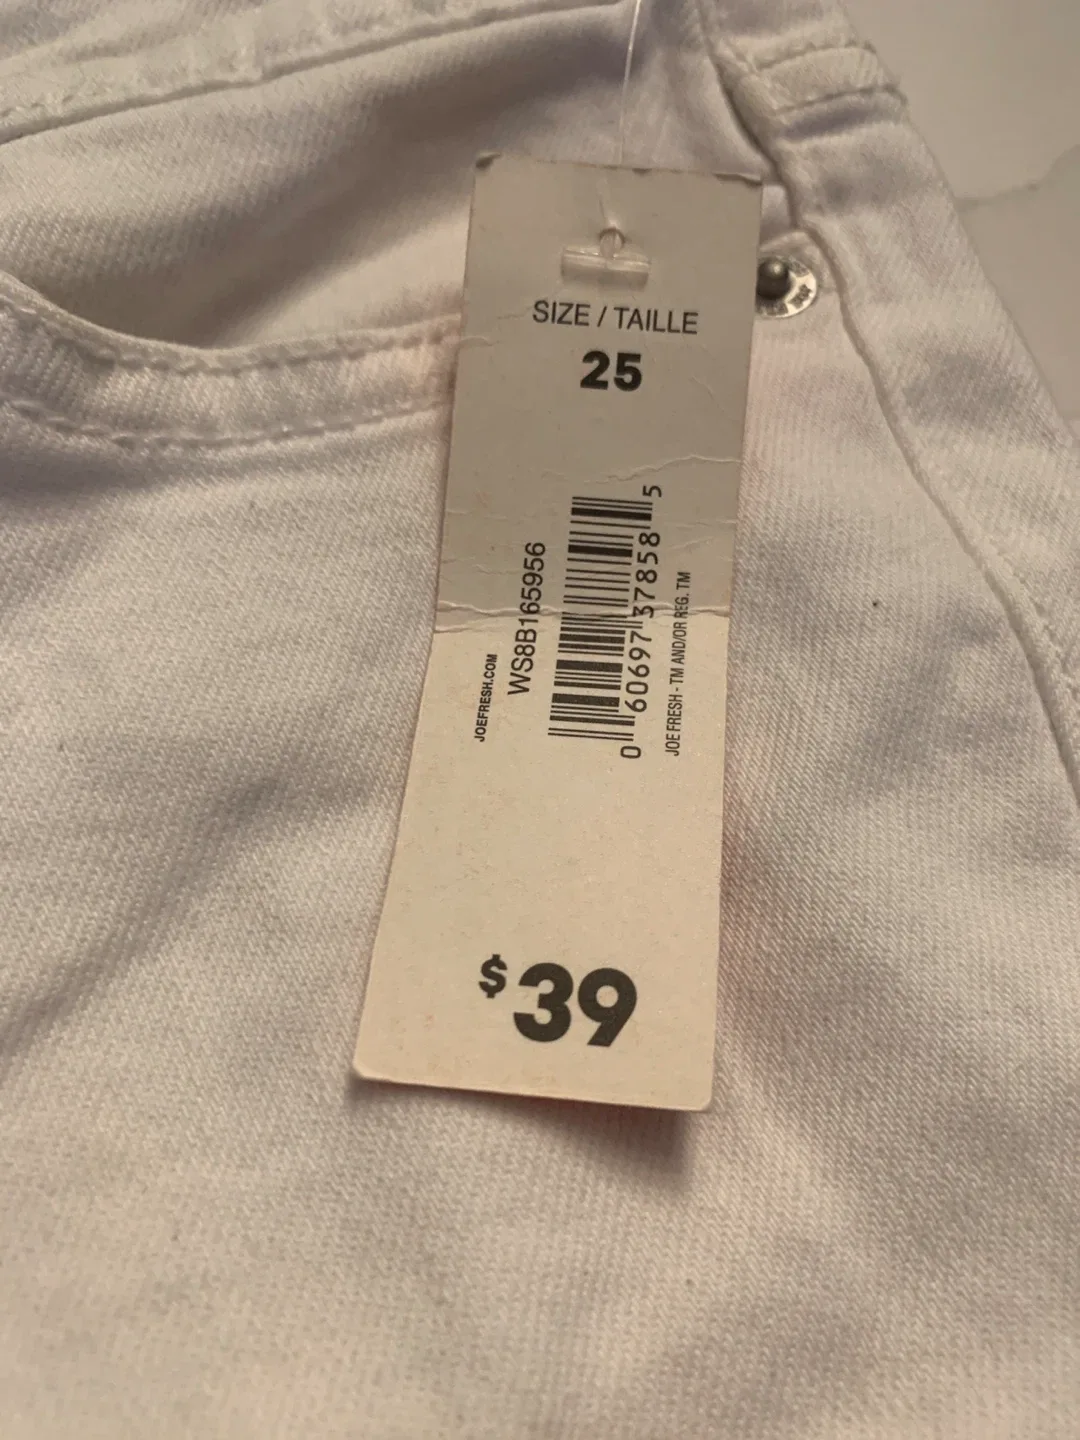 SIZE / TAILLE
25
JOEFRESH.COM
WS8B165956
0 60697 37858 5
JOE FRESH - TM AND/OR REG. TM
$39